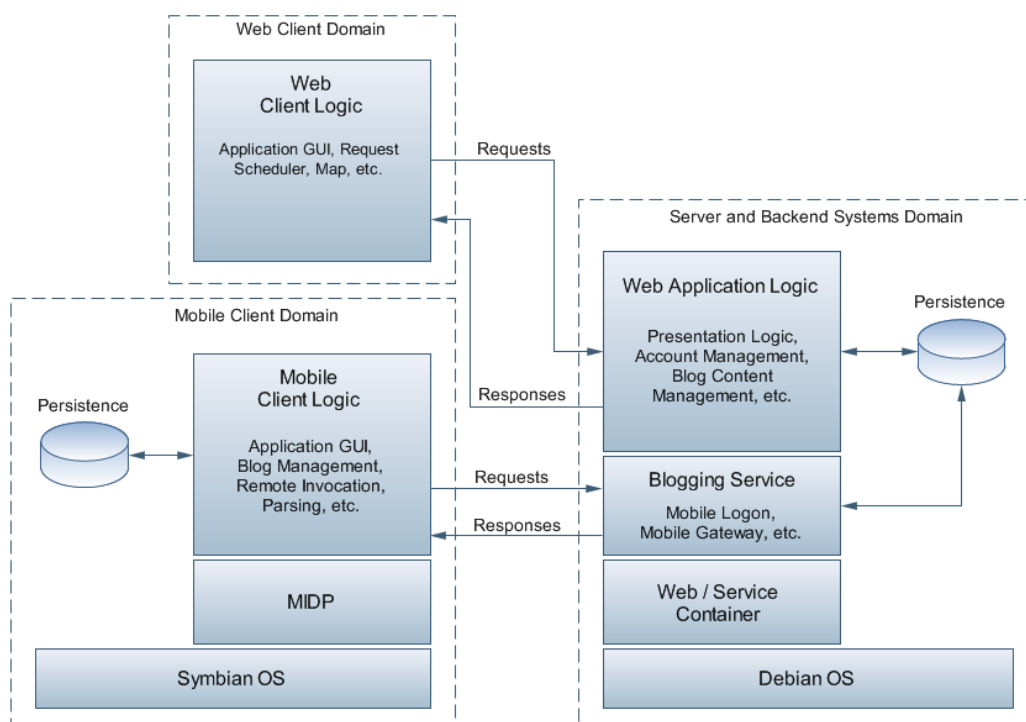 Web Client Domain
Web
Client Logic
Application GUI, Request
Scheduler, Map, etc.
Requests
Responses
Mobile Client Domain
Persistence
Mobile
Client Logic
Application GUI,
Blog Management,
Remote Invocation,
Parsing, etc.
Requests
Responses
MIDP
Symbian OS
Server and Backend Systems Domain
Web Application Logic
Presentation Logic,
Account Management,
Blog Content
Management, etc.
Persistence
Blogging Service
Mobile Logon,
Mobile Gateway, etc.
Web / Service
Container
Debian OS